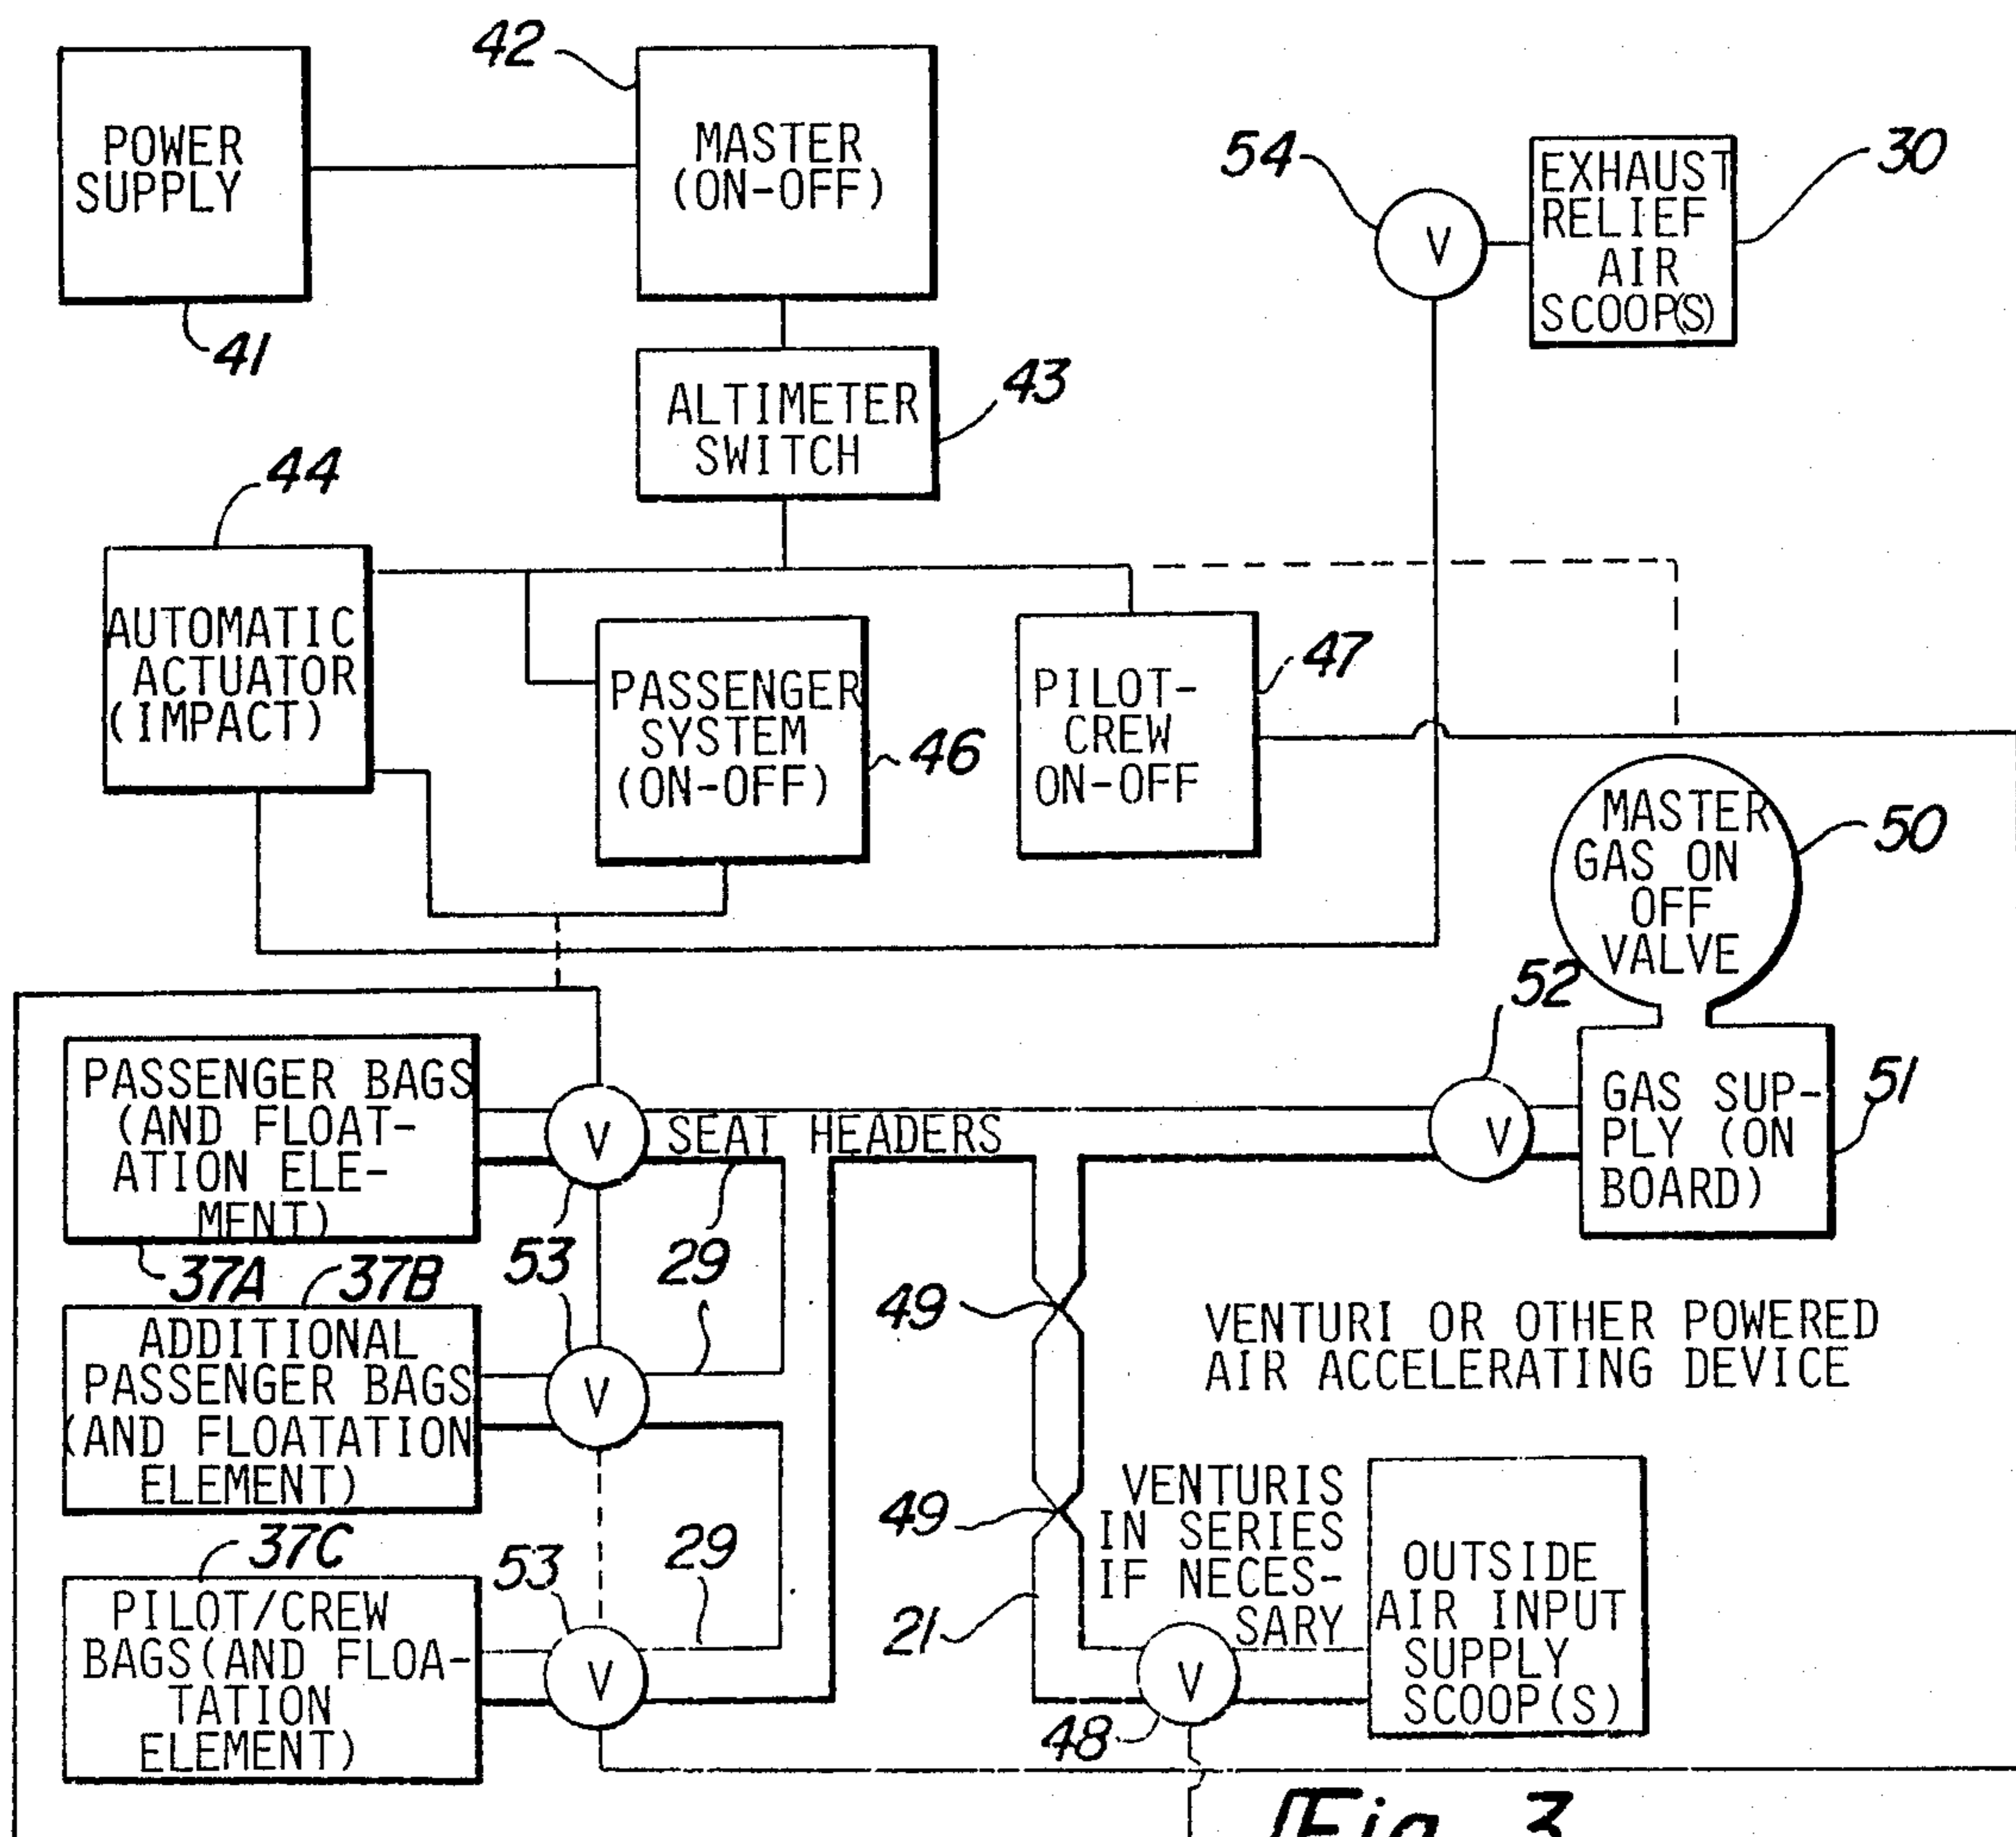 42
POWER
SUPPLY
41
MASTER
(ON-OFF)
54
V
EXHAUST
RELIEF
AIR
SCOOP(S)
30
ALTIMETER
SWITCH
43
44
AUTOMATIC
ACTUATOR
(IMPACT)
PASSENGER
SYSTEM
(ON-OFF)
46
PILOT-
CREW
ON-OFF
47
MASTER
GAS ON
OFF
VALVE
50
52
V
GAS SUP-
PLY (ON
BOARD)
51
PASSENGER BAGS
(AND FLOAT-
ATION ELE-
MENT)
V
SEAT HEADERS
37A
37B
53
29
ADDITIONAL
PASSENGER BAGS
(AND FLOATATION
ELEMENT)
V
49
VENTURI OR OTHER POWERED
AIR ACCELERATING DEVICE
37C
53
29
49
VENTURIS
IN SERIES
IF NECES-
SARY
PILOT/CREW
BAGS(AND FLOA-
TATION
ELEMENT)
V
21
V
48
OUTSIDE
AIR INPUT
SUPPLY
SCOOP(S)
Fig. 3